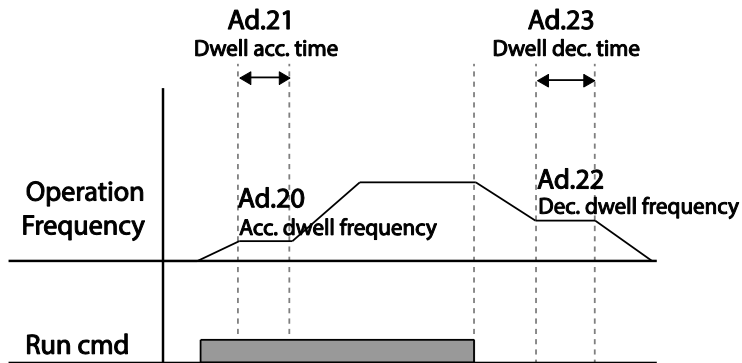 Ad.21
Dwell acc. time
Ad.23
Dwell dec. time
Operation
Frequency
Ad.20
Acc. dwell frequency
Ad.22
Dec. dwell frequency
Run cmd